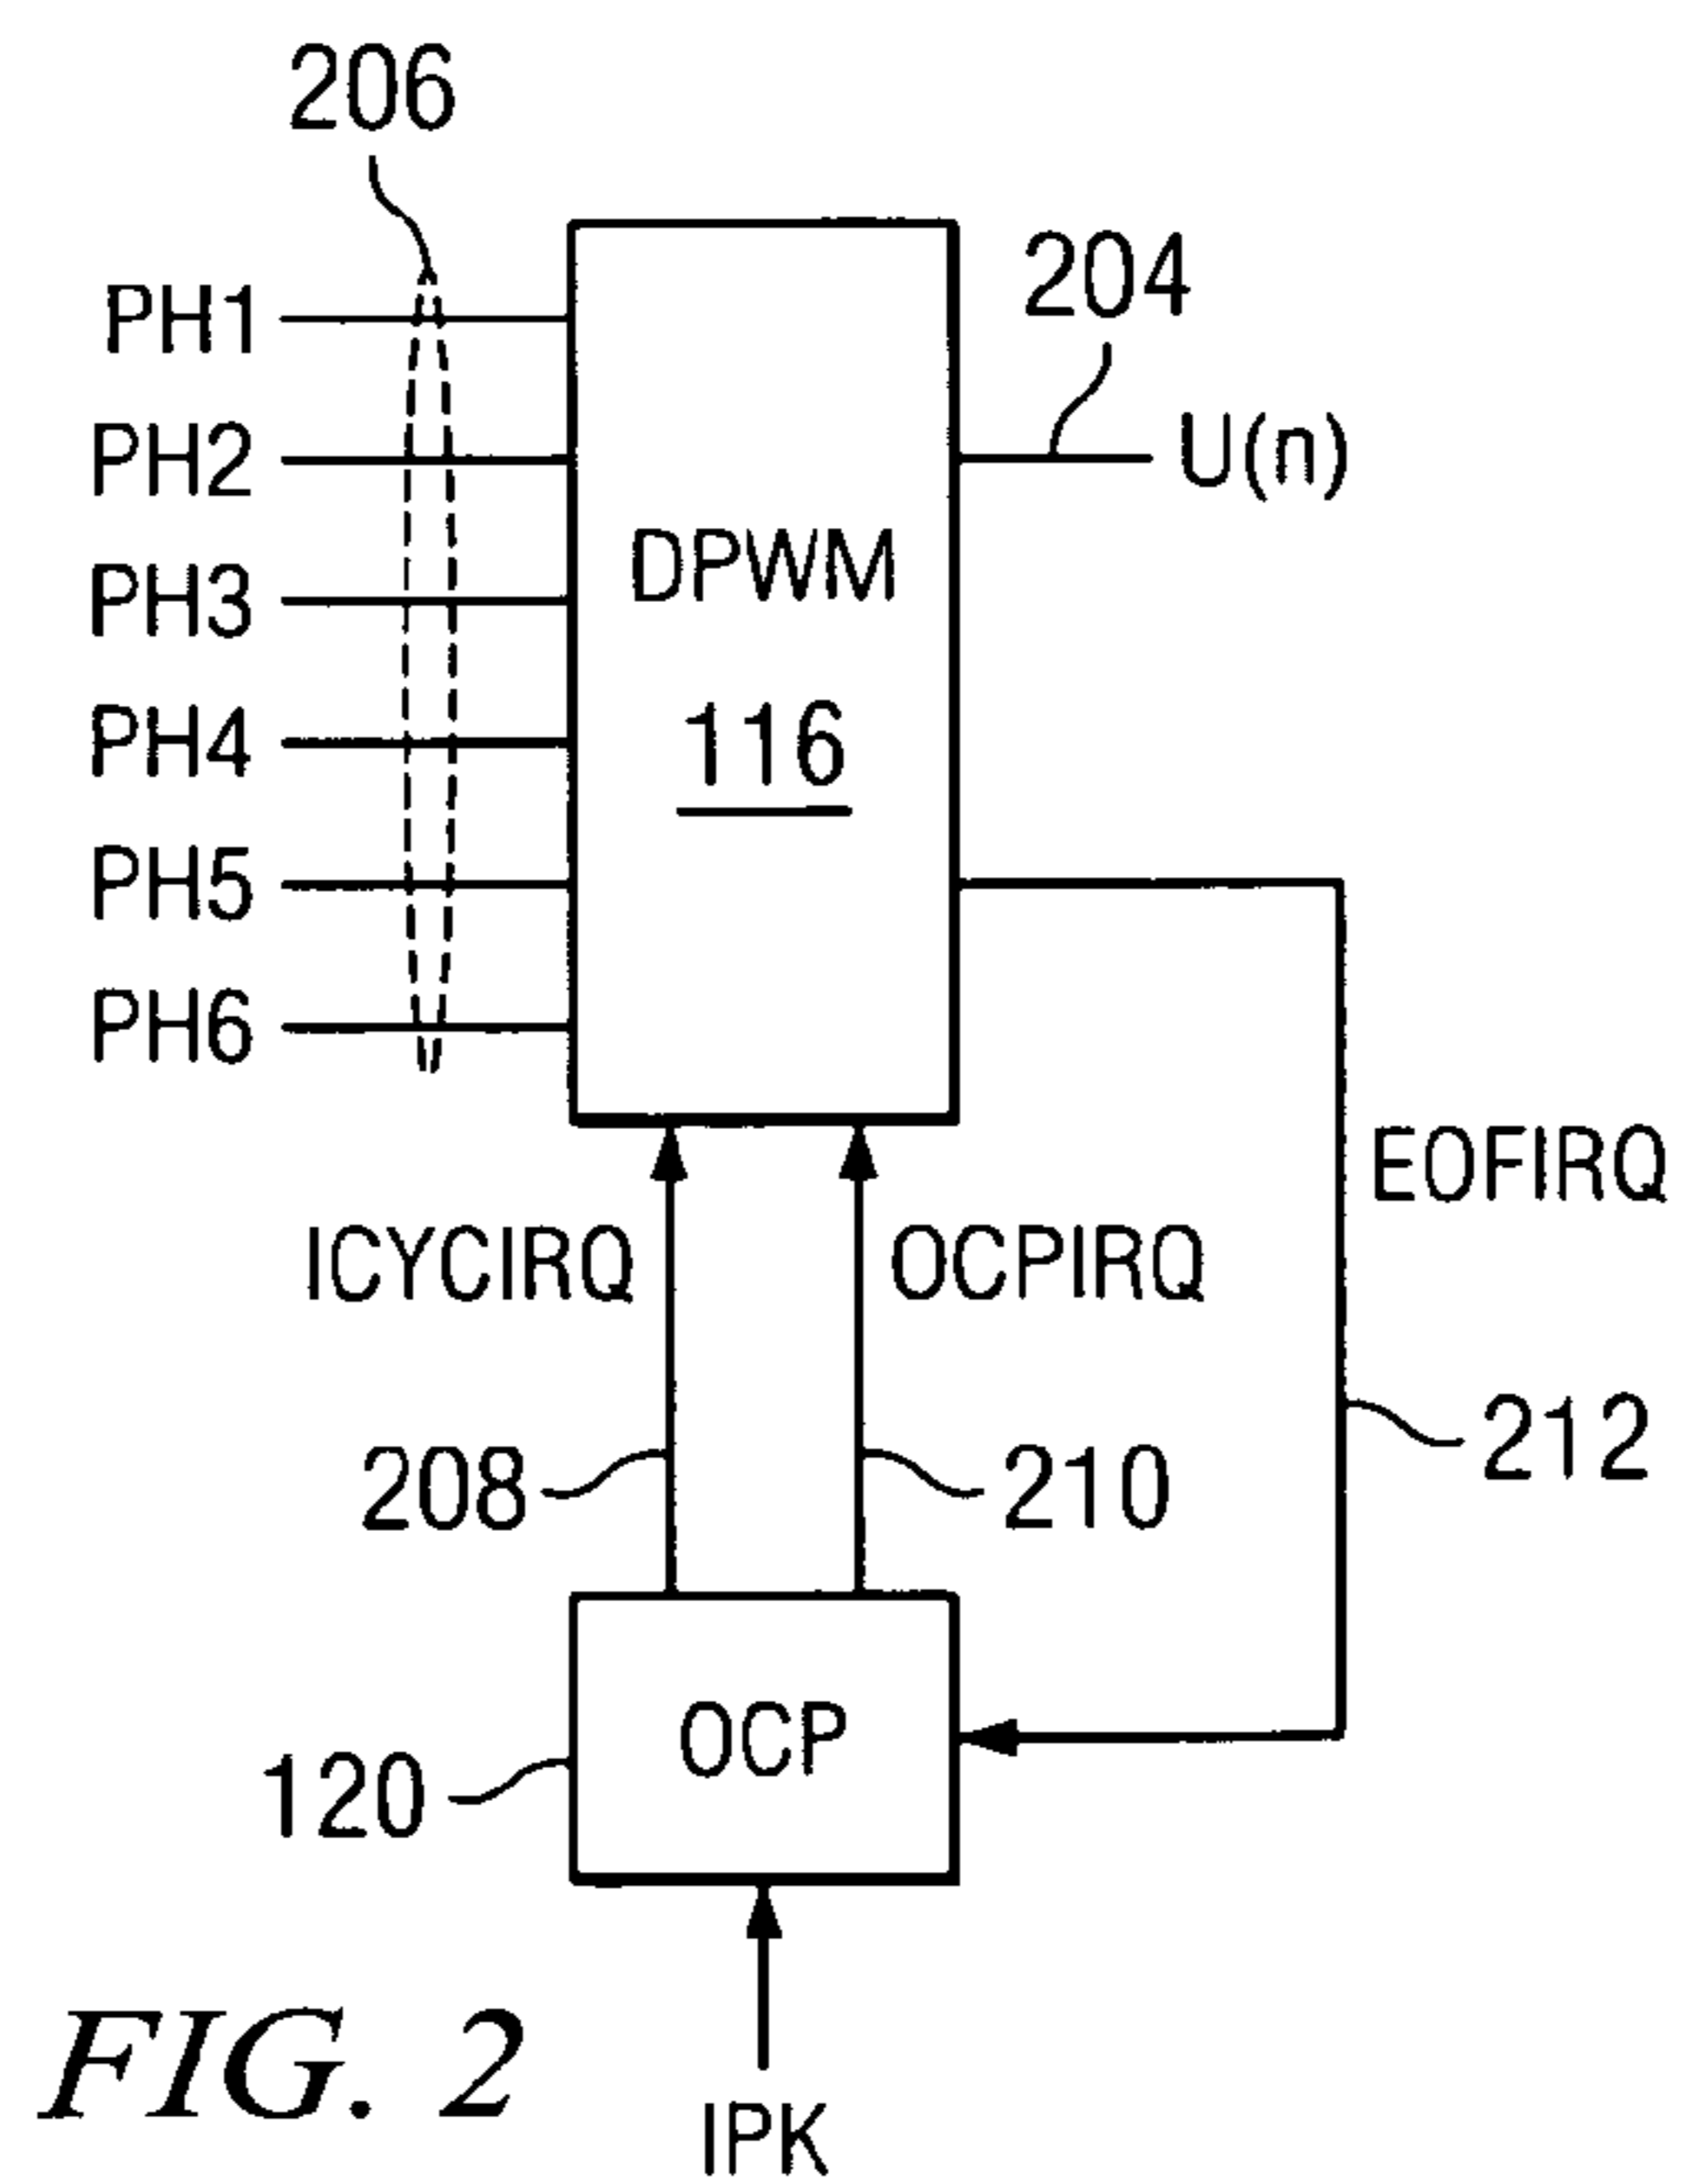 206
PH1
204
PH2
U(n)
DPWM
PH3
116
PH4
PH5
PH6
EOFIRQ
ICYCIRQ
OCPIRQ
212
208
210
OCP
120
FIG. 2
IPK